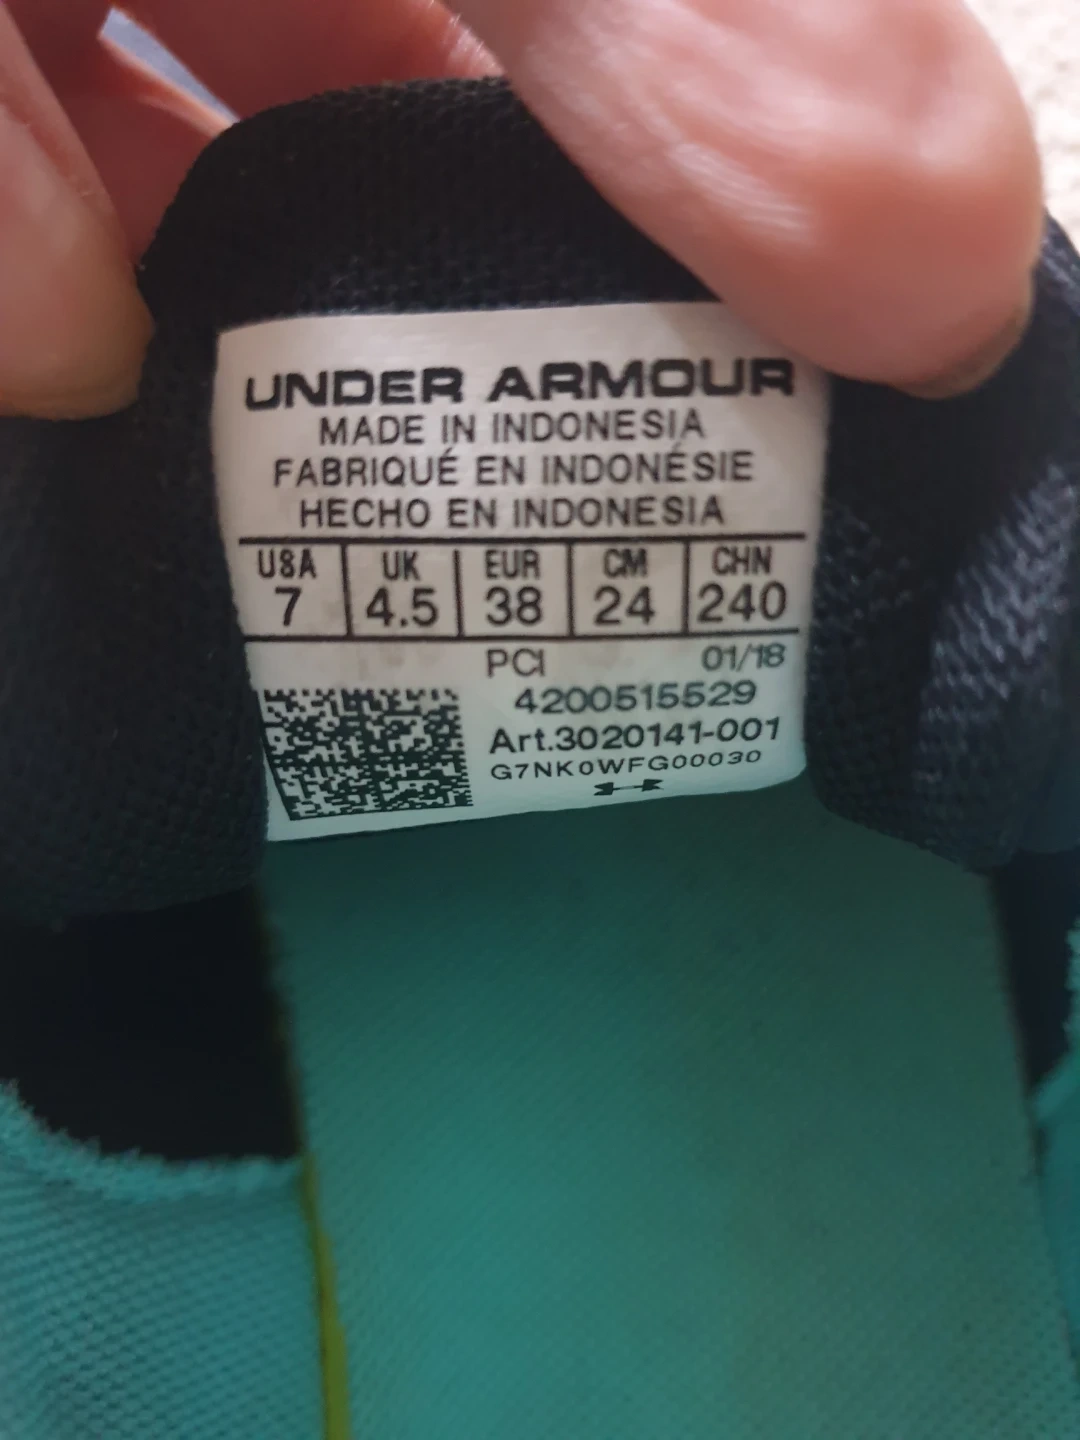 UNDER ARMOUR
MADE IN INDONESIA
FABRIQUÉ EN INDONÉSIE
HECHO EN INDONESIA
USA UK EUR CM CHN
7 4.5 38 24 240
PCI 01/18
4200515529
Art.3020141-001
G7NK0WFG00030